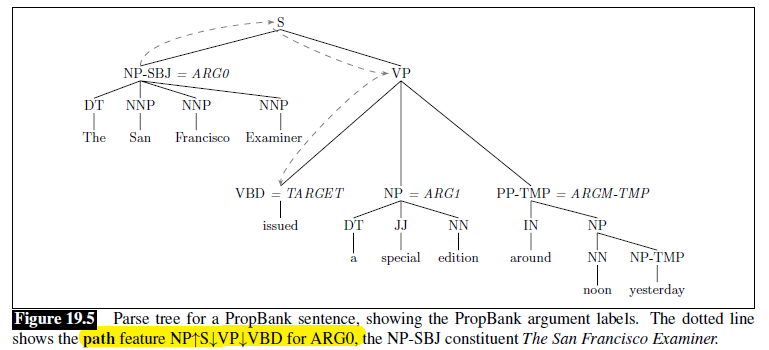 S
NP-SBJ = ARG0 VP
DT NNP NNP NNP
The San Francisco Examiner
VBD = TARGET NP = ARG1 PP-TMP = ARGM-TMP
issued DT JJ NN IN NP
a special edition around NN NP-TMP
noon yesterday
Figure 19.5 Parse tree for a PropBank sentence, showing the PropBank argument labels. The dotted line
shows the path feature NP↑S↓VP↓VBD for ARG0, the NP-SBJ constituent The San Francisco Examiner.